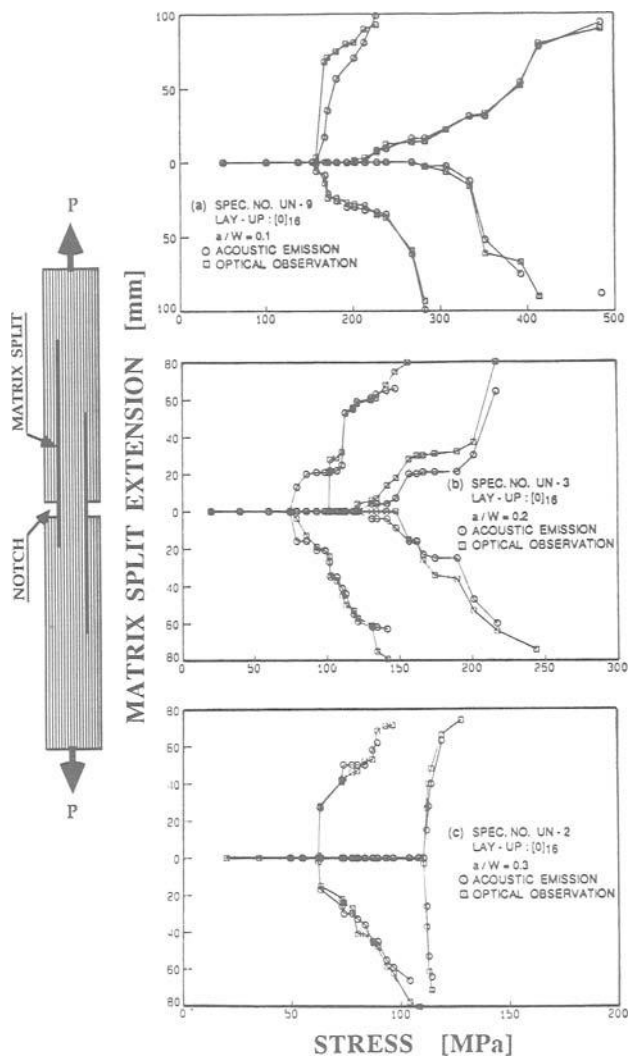 P
MATRIX SPLIT
NOTCH
P
MATRIX SPLIT EXTENSION [mm]
100
50
0
50
100
0
100
200
300
400
500
(a) SPEC. NO. UN - 9
LAY - UP : [0]16
a / W = 0.1
ACOUSTIC EMISSION
OPTICAL OBSERVATION
80
60
40
20
0
20
40
60
80
0
50
100
150
200
250
300
(b) SPEC. NO. UN - 3
LAY - UP : [0]16
a / W = 0.2
ACOUSTIC EMISSION
OPTICAL OBSERVATION
80
60
40
20
0
20
40
60
80
0
50
100
150
200
(c) SPEC. NO. UN - 2
LAY - UP : [0]16
a / W = 0.3
ACOUSTIC EMISSION
OPTICAL OBSERVATION
STRESS [MPa]